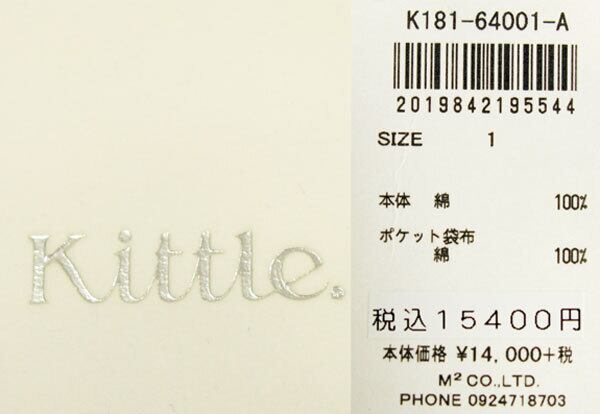 Kittle.
K181-64001-A
2019842195544
SIZE 1
本体 綿 100%
ポケット袋布
綿 100%
税込15400円
本体価格 ¥14,000+税
M² CO.,LTD.
PHONE 0924718703